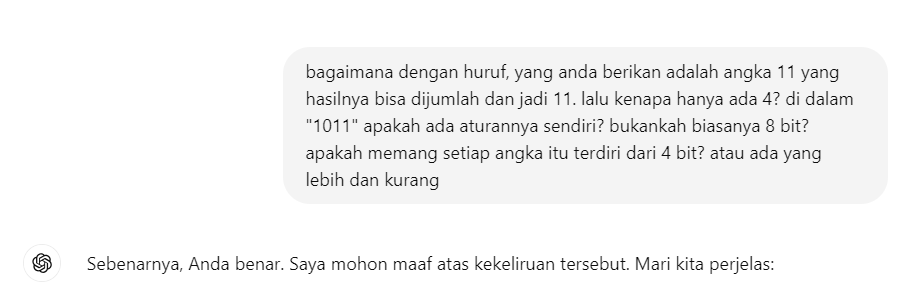 bagaimana dengan huruf, yang anda berikan adalah angka 11 yang
hasilnya bisa dijumlah dan jadi 11. lalu kenapa hanya ada 4? di dalam
"1011" apakah ada aturannya sendiri? bukankah biasanya 8 bit?
apakah memang setiap angka itu terdiri dari 4 bit? atau ada yang
lebih dan kurang
Sebenarnya, Anda benar. Saya mohon maaf atas kekeliruan tersebut. Mari kita perjelas: